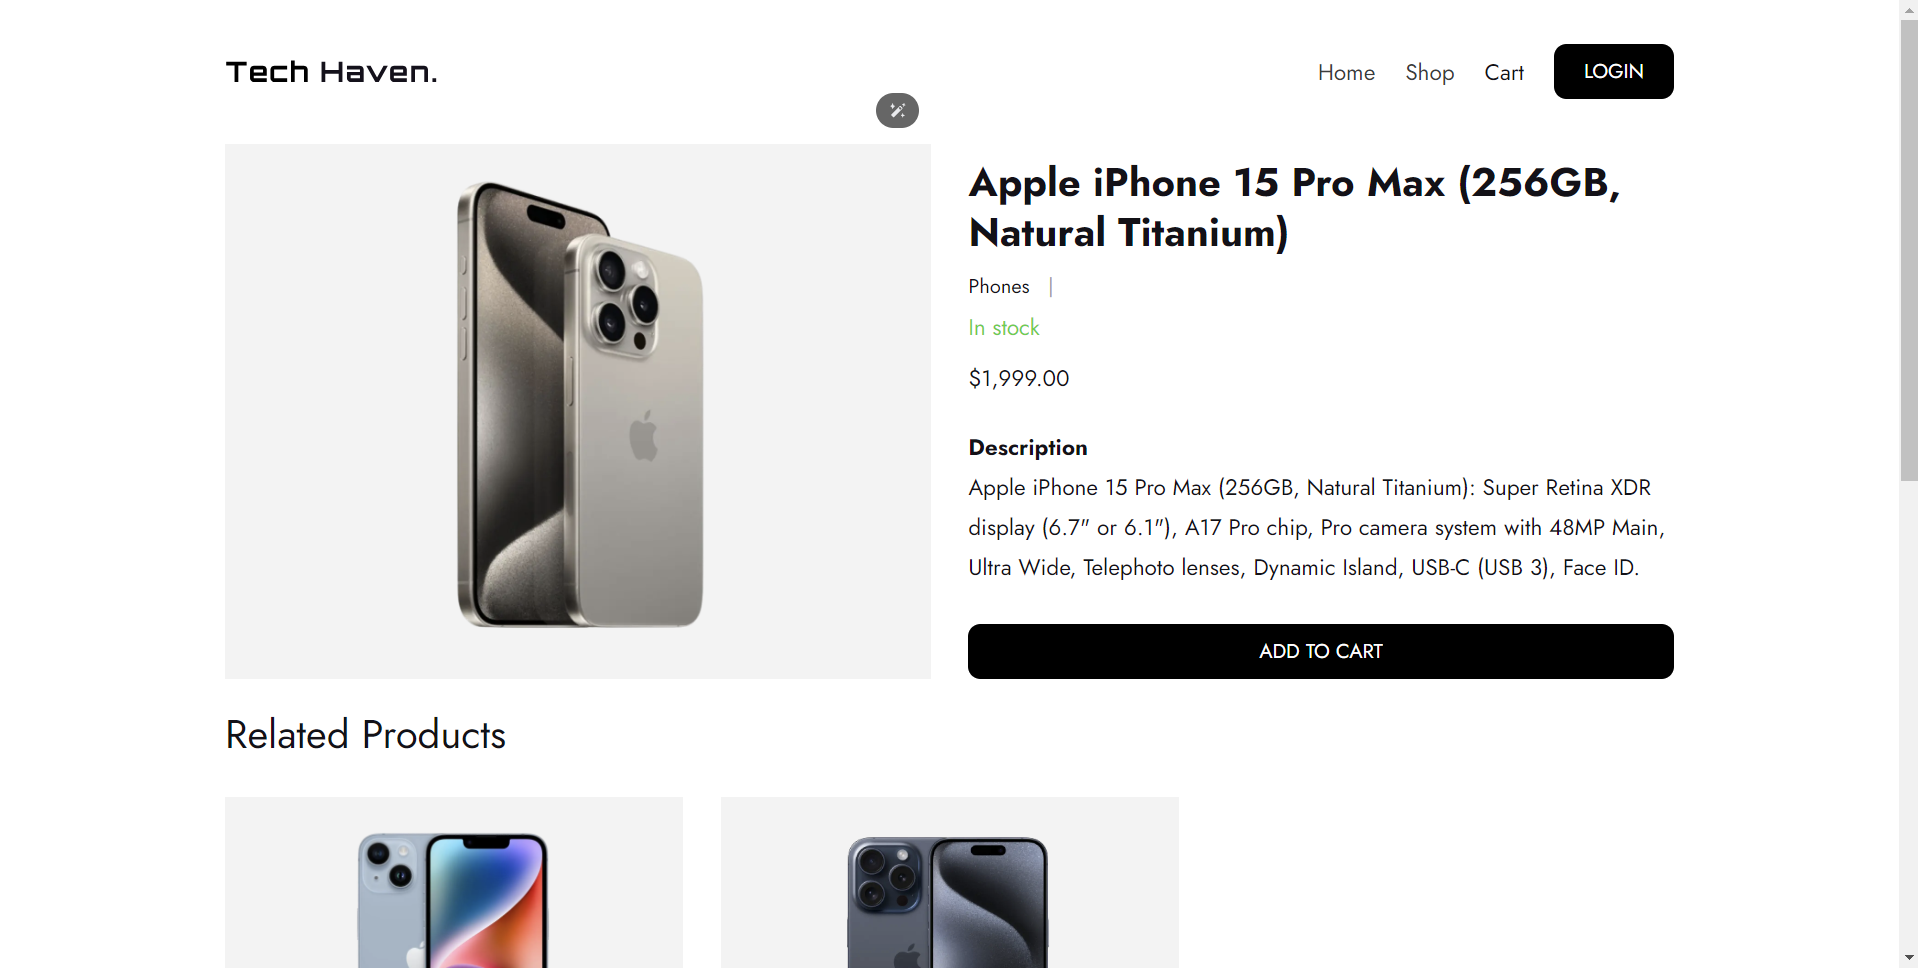 Tech Haven.
Home Shop Cart LOGIN
Apple iPhone 15 Pro Max (256GB,
Natural Titanium)
Phones |
In stock
$1,999.00
Description
Apple iPhone 15 Pro Max (256GB, Natural Titanium): Super Retina XDR
display (6.7" or 6.1"), A17 Pro chip, Pro camera system with 48MP Main,
Ultra Wide, Telephoto lenses, Dynamic Island, USB-C (USB 3), Face ID.
ADD TO CART
Related Products